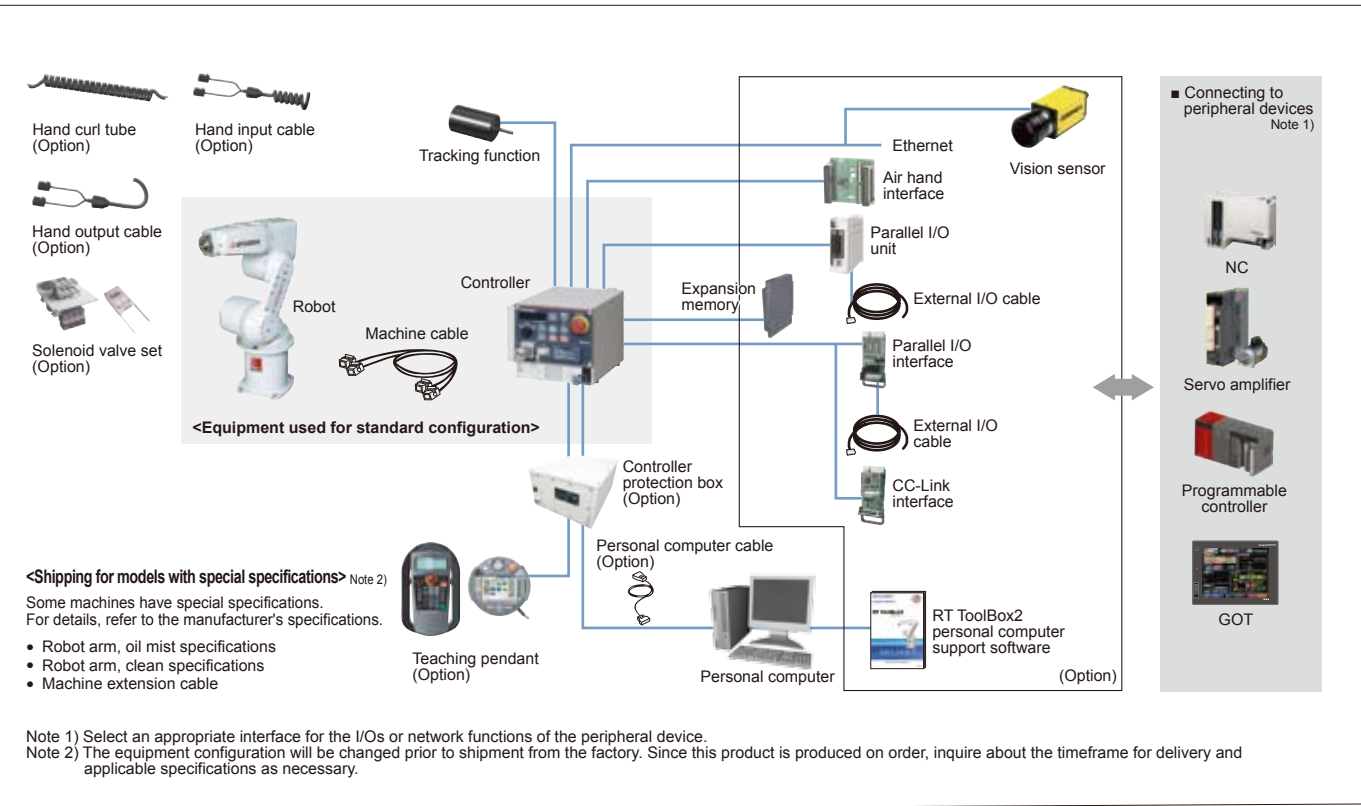 Hand curl tube
(Option)
Hand input cable
(Option)
Hand output cable
(Option)
Solenoid valve set
(Option)
Tracking function
Robot
Machine cable
Controller
<Equipment used for standard configuration>
Expansion
memory
Ethernet
Air hand
interface
Parallel I/O
unit
External I/O cable
Parallel I/O
interface
External I/O
cable
CC-Link
interface
Vision sensor
Controller
protection box
(Option)
Personal computer cable
(Option)
Teaching pendant
(Option)
Personal computer
RT TOOLBOX2
RT ToolBox2
personal computer
support software
(Option)
■ Connecting to
peripheral devices
Note 1)
NC
Servo amplifier
Programmable
controller
GOT
<Shipping for models with special specifications> Note 2)
Some machines have special specifications.
For details, refer to the manufacturer's specifications.
• Robot arm, oil mist specifications
• Robot arm, clean specifications
• Machine extension cable
Note 1) Select an appropriate interface for the I/Os or network functions of the peripheral device.
Note 2) The equipment configuration will be changed prior to shipment from the factory. Since this product is produced on order, inquire about the timeframe for delivery and
applicable specifications as necessary.